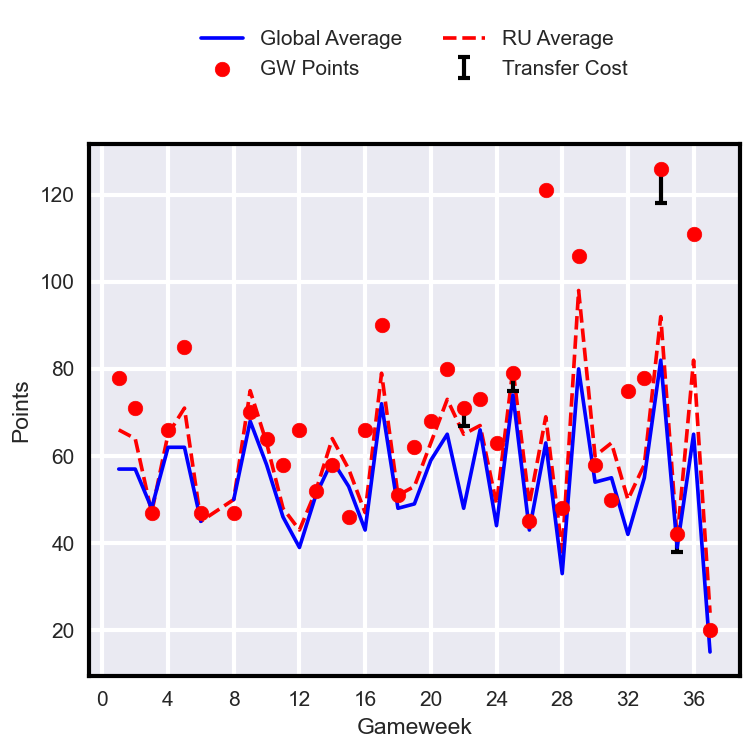 Global Average
RU Average
GW Points
Transfer Cost
120
100
80
60
40
20
Points
0 4 8 12 16 20 24 28 32 36
Gameweek